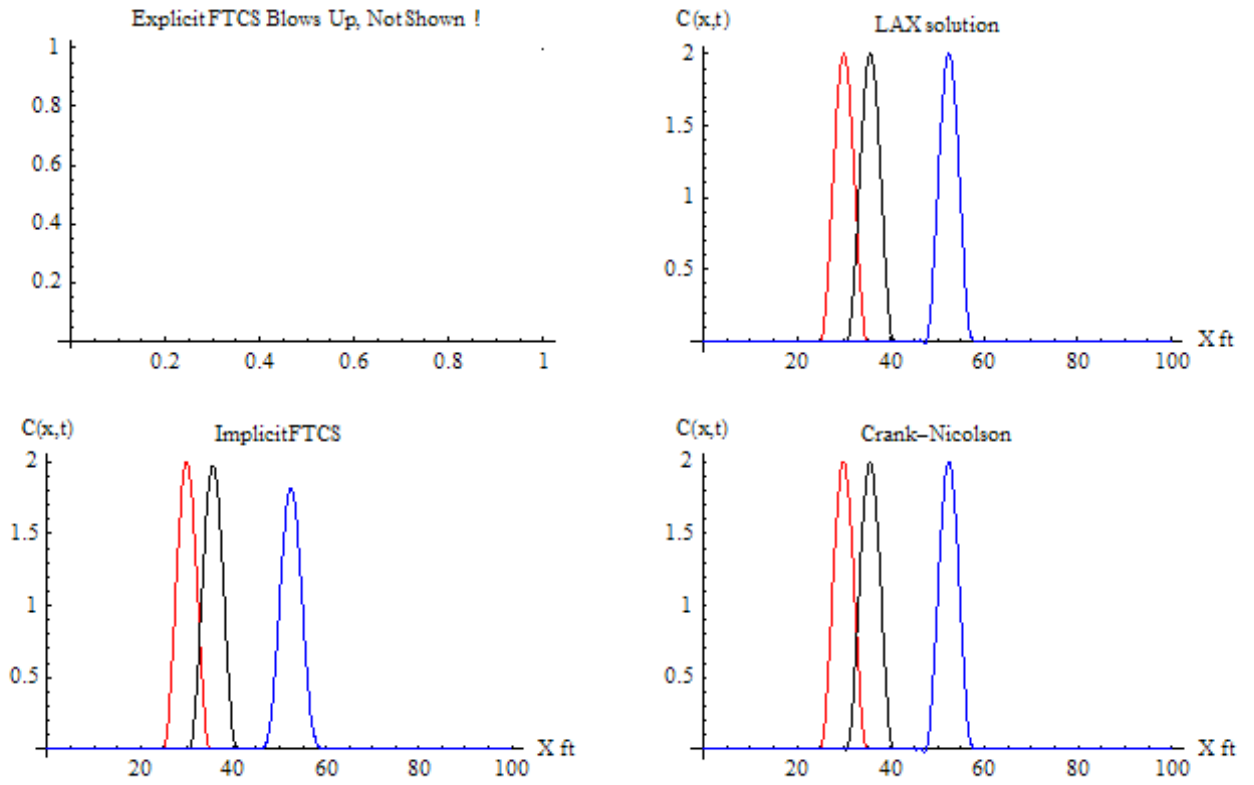 Explicit FTCS Blows Up, Not Shown !
1
0.8
0.6
0.4
0.2
0.2 0.4 0.6 0.8 1
C(x,t)
LAX solution
2
1.5
1
0.5
20 40 60 80 100
X ft
C(x,t)
Implicit FTCS
2
1.5
1
0.5
20 40 60 80 100
X ft
C(x,t)
Crank–Nicolson
2
1.5
1
0.5
20 40 60 80 100
X ft